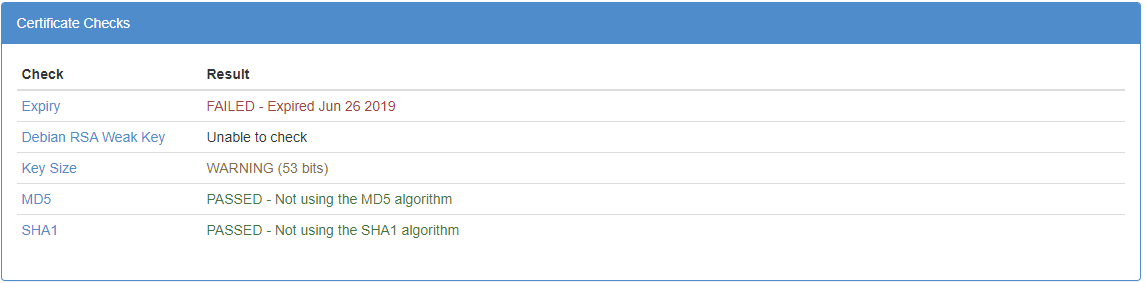 Certificate Checks
Check Result
Expiry FAILED - Expired Jun 26 2019
Debian RSA Weak Key Unable to check
Key Size WARNING (53 bits)
MD5 PASSED - Not using the MD5 algorithm
SHA1 PASSED - Not using the SHA1 algorithm